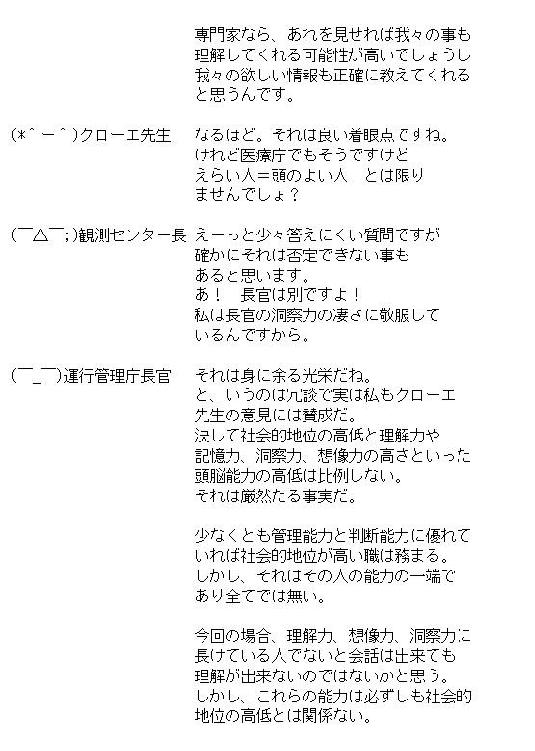 専門家なら、あれを見せれば我々の事も
理解してくれる可能性が高いでしょうし
我々の欲しい情報も正確に教えてくれる
と思うんです。
(*＾－＾)クローエ先生　なるほど。それは良い着眼点ですね。
けれど医療庁でもそうですけど
えらい人＝頭のよい人　とは限り
ませんでしょ？
(￣△￣;)観測センター長 えーっと少々答えにくい質問ですが
確かにそれは否定できない事も
あると思います。
あ！　長官は別ですよ！
私は長官の洞察力の凄さに敬服して
いるんですから。
(￣_￣)運行管理庁長官　それは身に余る光栄だね。
と、いうのは冗談で実は私もクローエ
先生の意見には賛成だ。
決して社会的地位の高低と理解力や
記憶力、洞察力、想像力の高さといった
頭脳能力の高低は比例しない。
それは厳然たる事実だ。
少なくとも管理能力と判断能力に優れて
いれば社会的地位が高い職は務まる。
しかし、それはその人の能力の一端で
あり全てでは無い。
今回の場合、理解力、想像力、洞察力に
長けている人でないと会話は出来ても
理解が出来ないのではないかと思う。
しかし、これらの能力は必ずしも社会的
地位の高低とは関係ない。